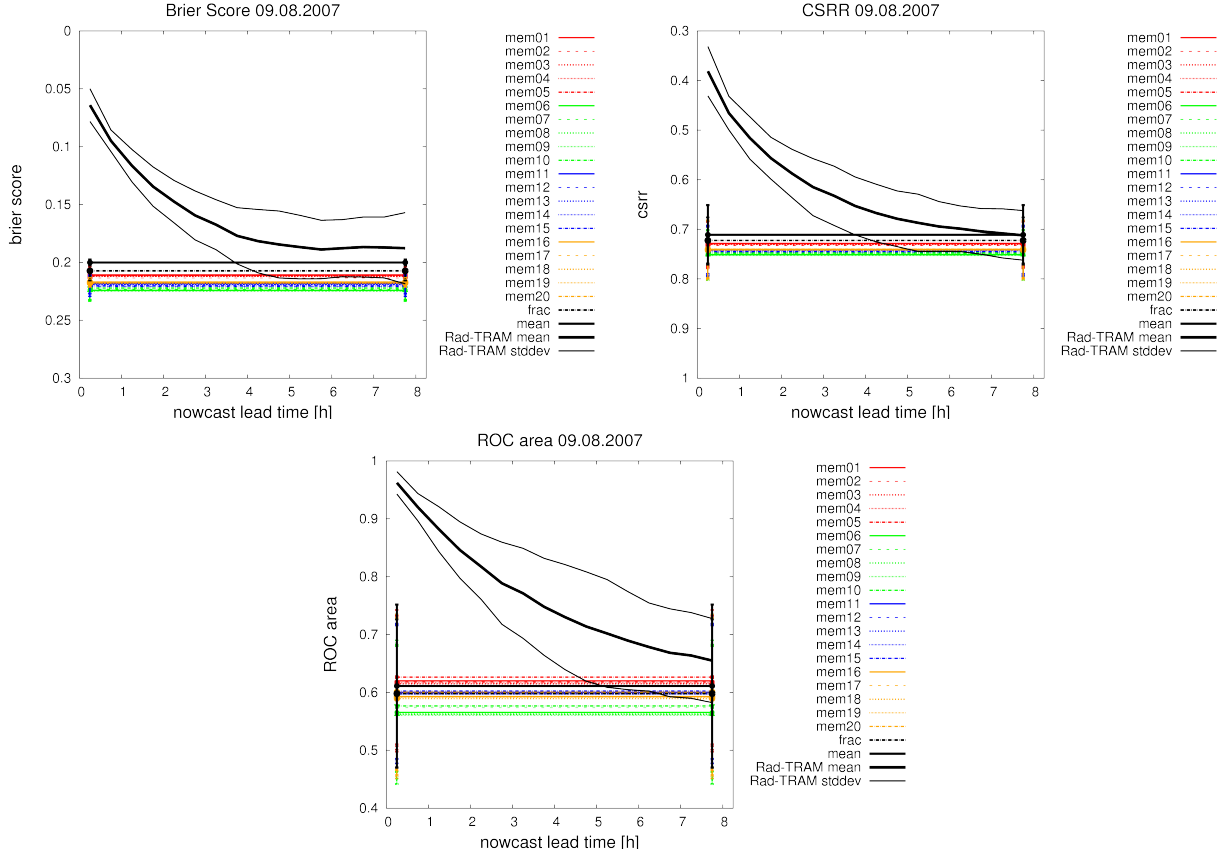 Brier Score 09.08.2007
0
0.05
0.1
0.15
0.2
0.25
0.3
brier score
0 1 2 3 4 5 6 7 8
nowcast lead time [h]
mem01
mem02
mem03
mem04
mem05
mem06
mem07
mem08
mem09
mem10
mem11
mem12
mem13
mem14
mem15
mem16
mem17
mem18
mem19
mem20
frac
mean
Rad-TRAM mean
Rad-TRAM stddev
CSRR 09.08.2007
0.3
0.4
0.5
0.6
0.7
0.8
0.9
1
csrr
0 1 2 3 4 5 6 7 8
nowcast lead time [h]
mem01
mem02
mem03
mem04
mem05
mem06
mem07
mem08
mem09
mem10
mem11
mem12
mem13
mem14
mem15
mem16
mem17
mem18
mem19
mem20
frac
mean
Rad-TRAM mean
Rad-TRAM stddev
ROC area 09.08.2007
1
0.9
0.8
0.7
0.6
0.5
0.4
ROC area
0 1 2 3 4 5 6 7 8
nowcast lead time [h]
mem01
mem02
mem03
mem04
mem05
mem06
mem07
mem08
mem09
mem10
mem11
mem12
mem13
mem14
mem15
mem16
mem17
mem18
mem19
mem20
frac
mean
Rad-TRAM mean
Rad-TRAM stddev